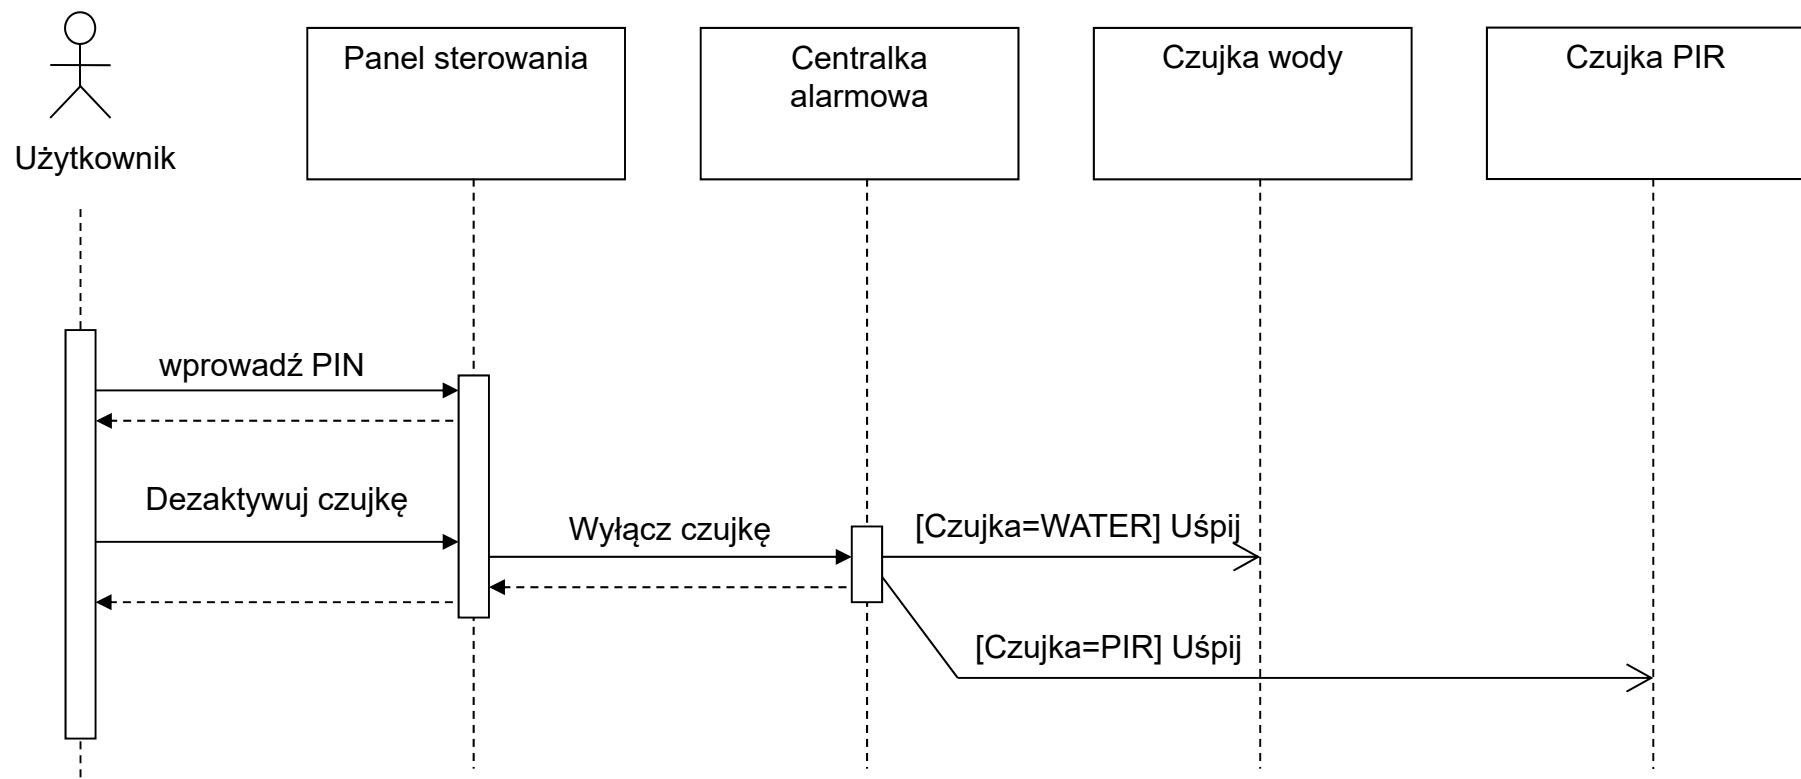 Użytkownik
Panel sterowania
Centralka
alarmowa
Czujka wody
Czujka PIR
wprowadź PIN
Dezaktywuj czujkę
Wyłącz czujkę
[Czujka=WATER] Uśpij
[Czujka=PIR] Uśpij